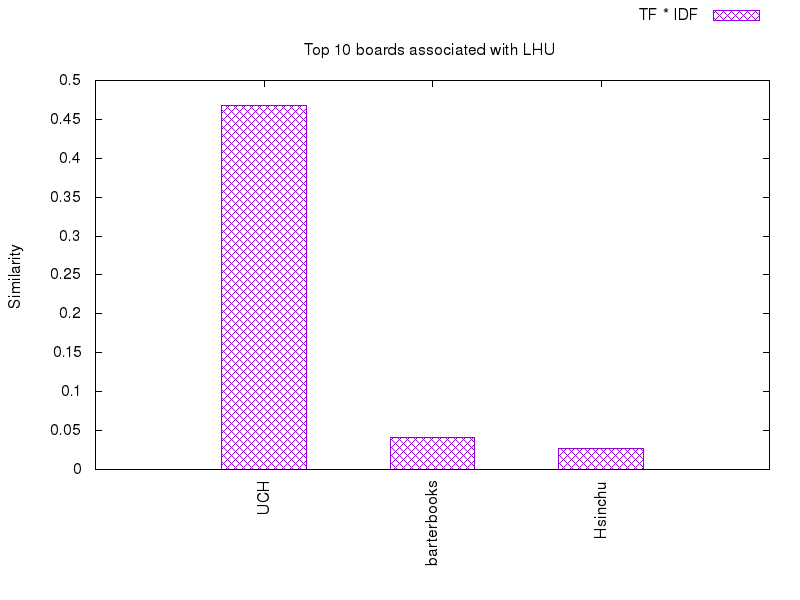 TF * IDF
Top 10 boards associated with LHU
0.5
0.45
0.4
0.35
0.3
0.25
0.2
0.15
0.1
0.05
0
Similarity
UCH
barterbooks
Hsinchu